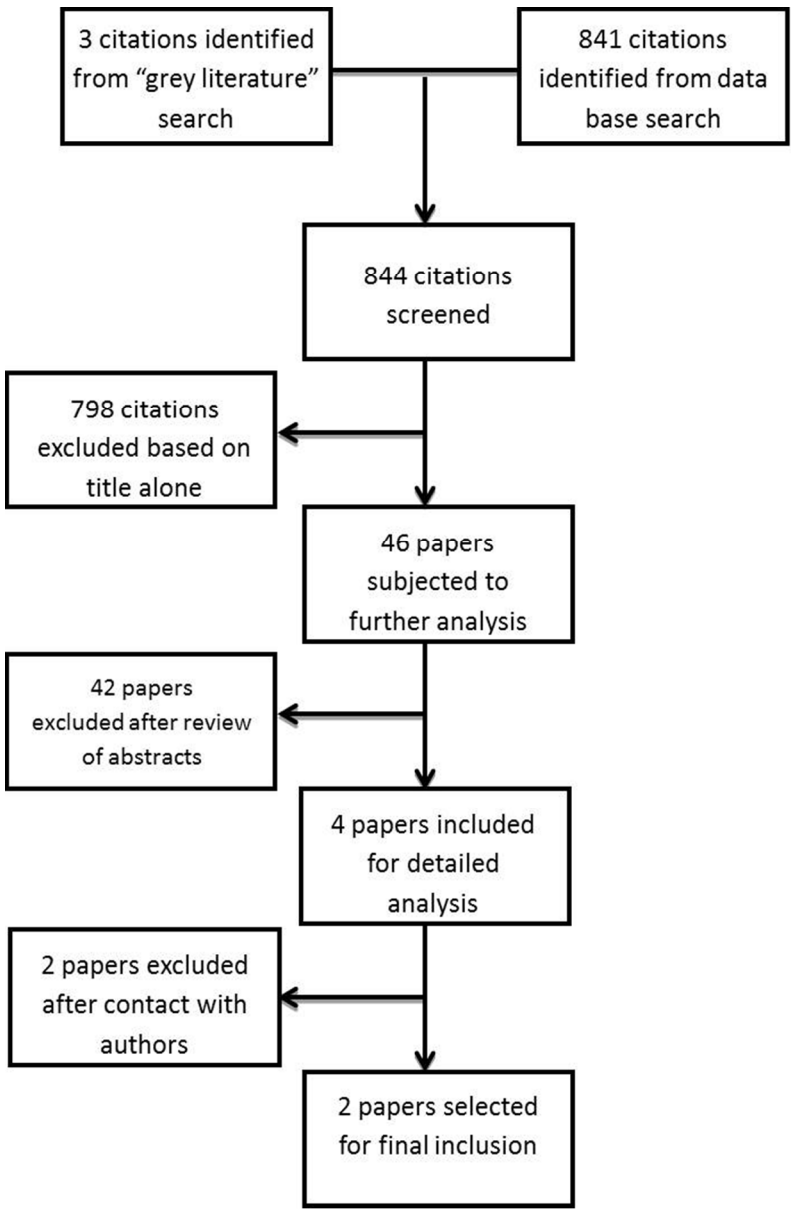 3 citations identified
from “grey literature”
search
841 citations
identified from data
base search
844 citations
screened
798 citations
excluded based on
title alone
46 papers
subjected to
further analysis
42 papers
excluded after review
of abstracts
4 papers included
for detailed
analysis
2 papers excluded
after contact with
authors
2 papers selected
for final inclusion